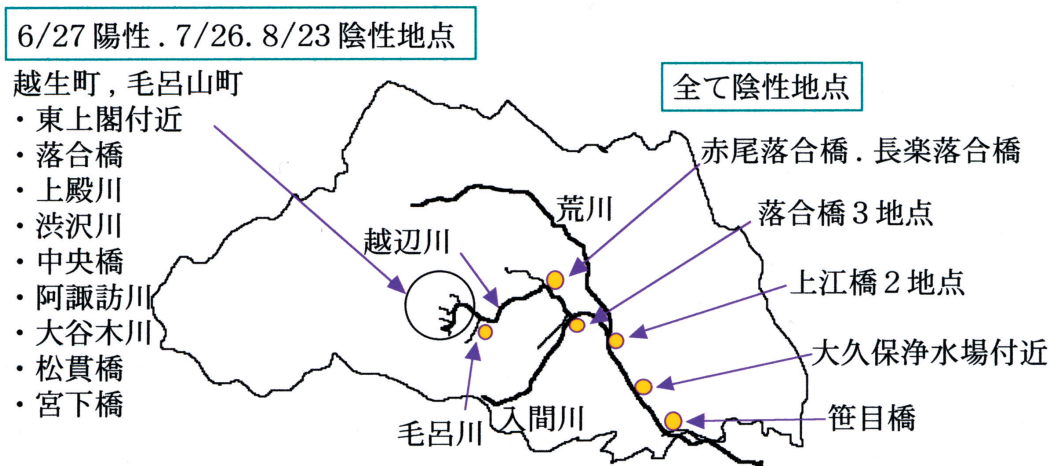 6/27 陽性 . 7/26. 8/23 陰性地点
越生町 , 毛呂山町
・東上閣付近
・落合橋
・上殿川
・渋沢川
・中央橋
・阿諏訪川
・大谷木川
・松貫橋
・宮下橋
全て陰性地点
赤尾落合橋 . 長楽落合橋
荒川
落合橋3地点
越辺川
上江橋2地点
大久保浄水場付近
毛呂川
入間川
笹目橋